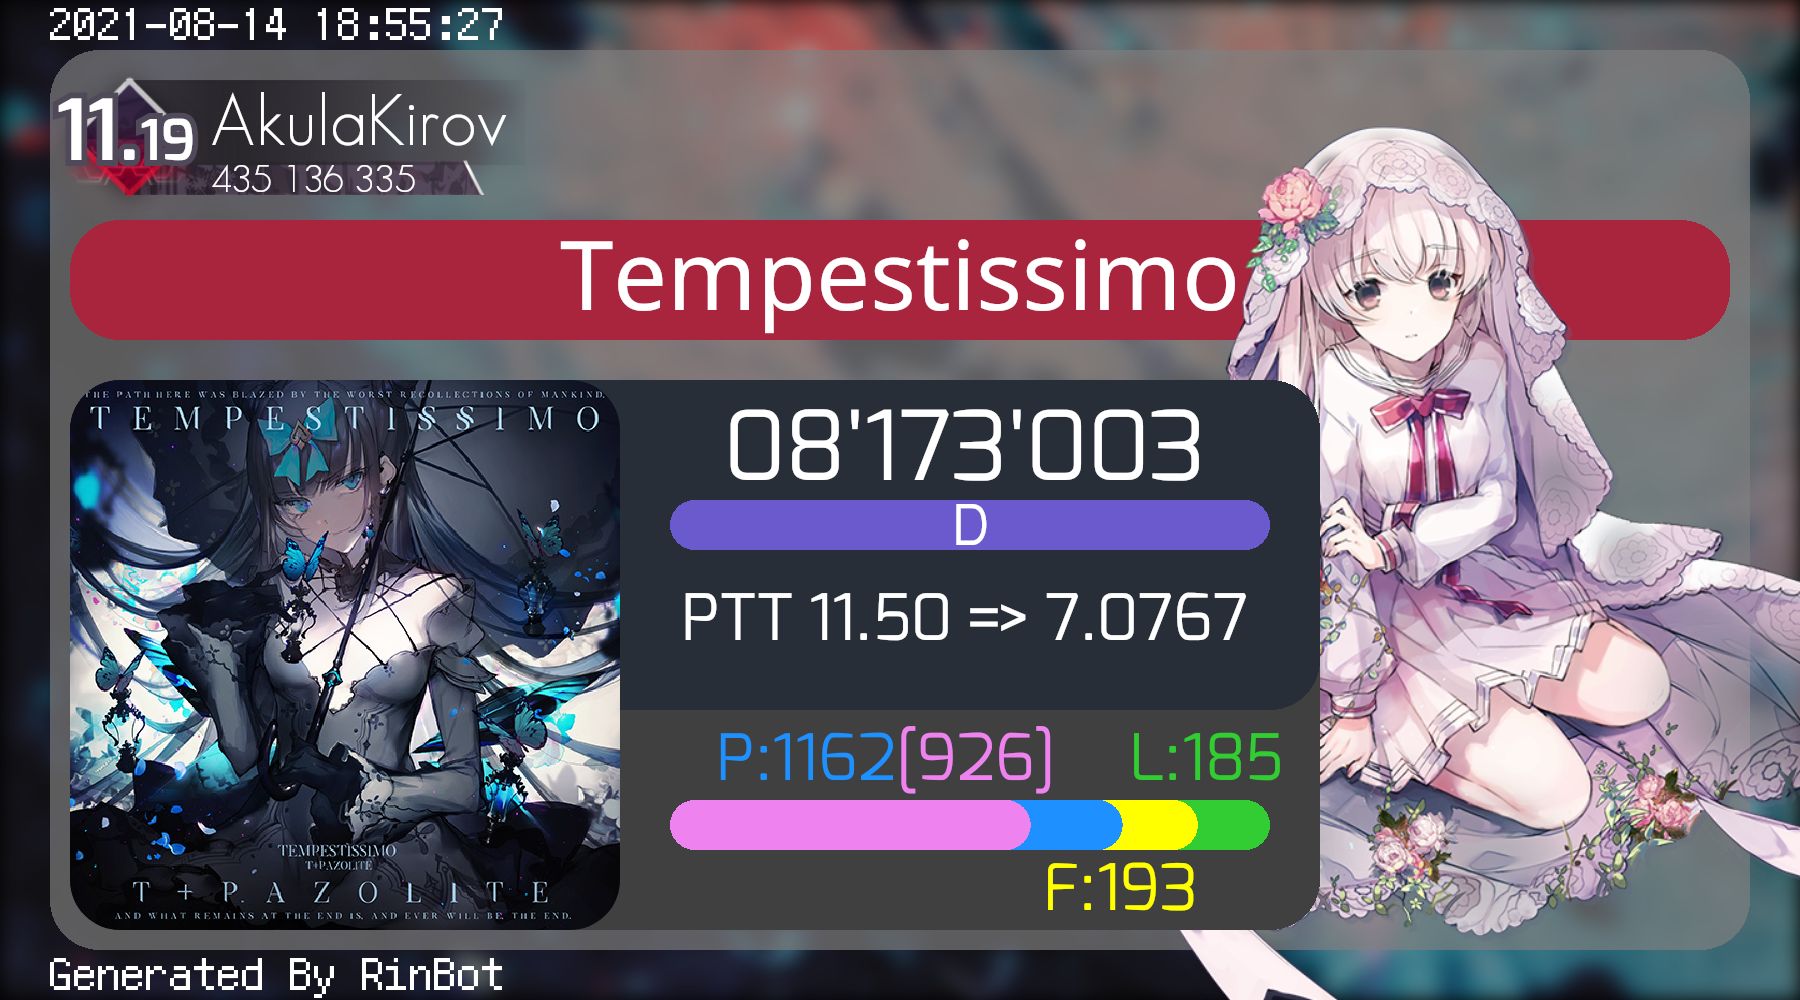 2021-08-14 18:55:27
11.19
AkulaKirov
435 136 335
Tempestissimo
THE PATH HERE WAS BLAZED BY THE WORST RECOLLECTIONS OF MANKIND,
TEMPESTISSIMO
TEMPESTISSIMO
T+PAZOLITE
T + PAZOLITE
AND WHAT REMAINS AT THE END IS, AND EVER WILL BE, THE END.
08'173'003
D
PTT 11.50 => 7.0767
P:1162[926] L:185
F:193
Generated By RinBot